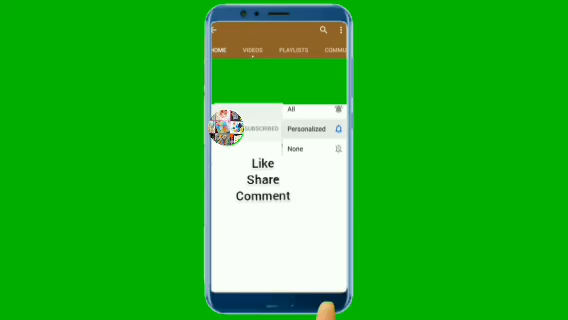 HOME VIDEOS PLAYLISTS COMMU
All
SUBSCRIBED Personalized
None
Like
Share
Comment